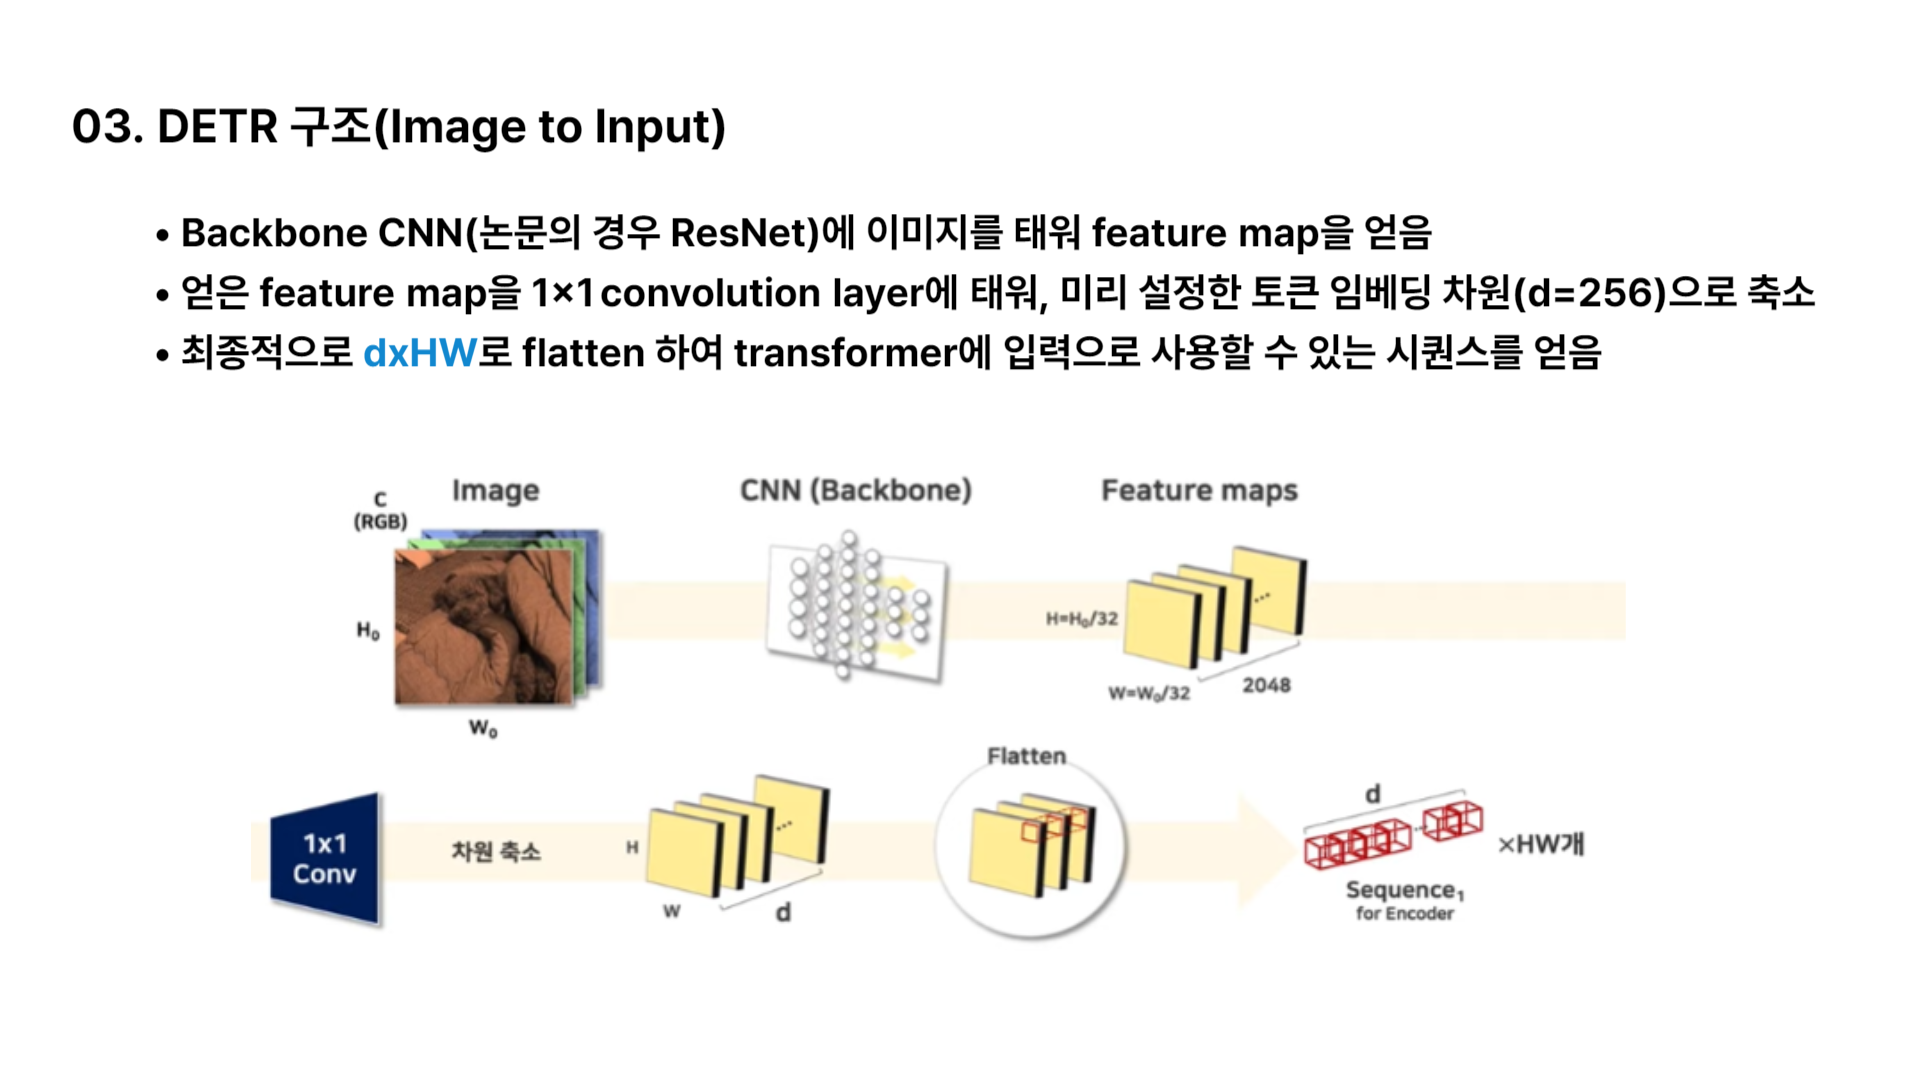 03. DETR 구조(Image to Input)
• Backbone CNN(논문의 경우 ResNet)에 이미지를 태워 feature map을 얻음
• 얻은 feature map을 1×1 convolution layer에 태워, 미리 설정한 토큰 임베딩 차원(d=256)으로 축소
• 최종적으로 dxHW로 flatten 하여 transformer에 입력으로 사용할 수 있는 시퀀스를 얻음
C
(RGB)
Image
CNN (Backbone)
Feature maps
H₀
W₀
H=H₀/32
W=W₀/32
2048
...
1x1
Conv
차원 축소
H
W
d
...
Flatten
d
...
×HW개
Sequence₁
for Encoder